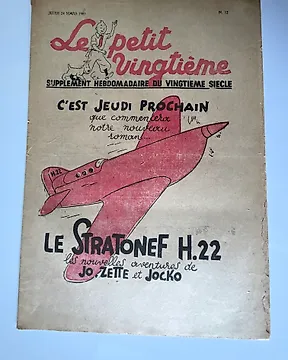 N. 12
Le petit
vingtième
SUPPLEMENT HEBDOMADAIRE DU VINGTIEME SIECLE
C'EST JEUDI PROCHAIN
que commencera
notre nouveau
roman
H.22
LE STRATONEF H.22
les nouvelles aventures de
JO, ZETTE et JOCKO